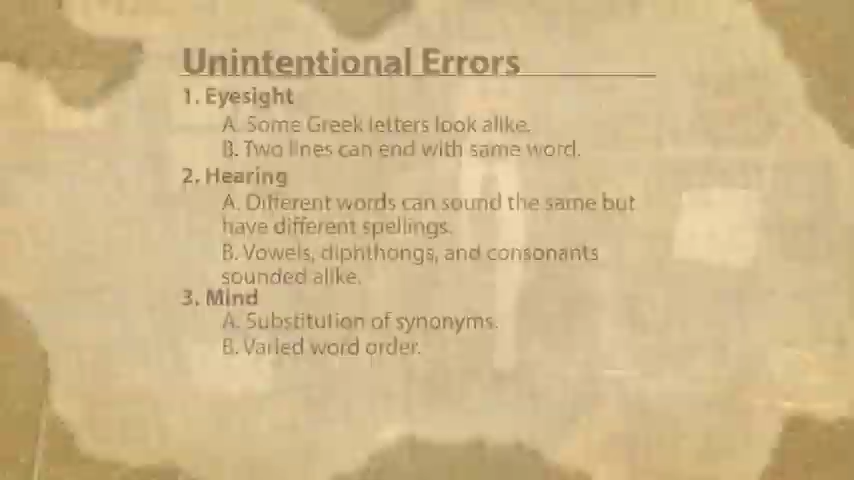 Unintentional Errors
1. Eyesight
A. Some Greek letters look alike.
B. Two lines can end with same word.
2. Hearing
A. Different words can sound the same but
have different spellings.
B. Vowels, diphthongs, and consonants
sounded alike.
3. Mind
A. Substitution of synonyms.
B. Varied word order.